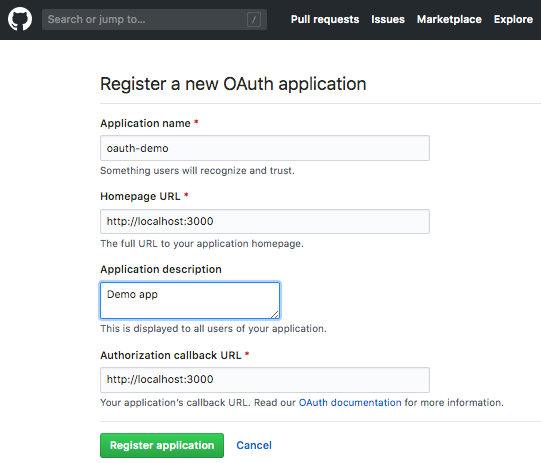 Search or jump to... /
Pull requests Issues Marketplace Explore
Register a new OAuth application
Application name *
oauth-demo
Something users will recognize and trust.
Homepage URL *
http://localhost:3000
The full URL to your application homepage.
Application description
Demo app
This is displayed to all users of your application.
Authorization callback URL *
http://localhost:3000
Your application's callback URL. Read our OAuth documentation for more information.
Register application Cancel